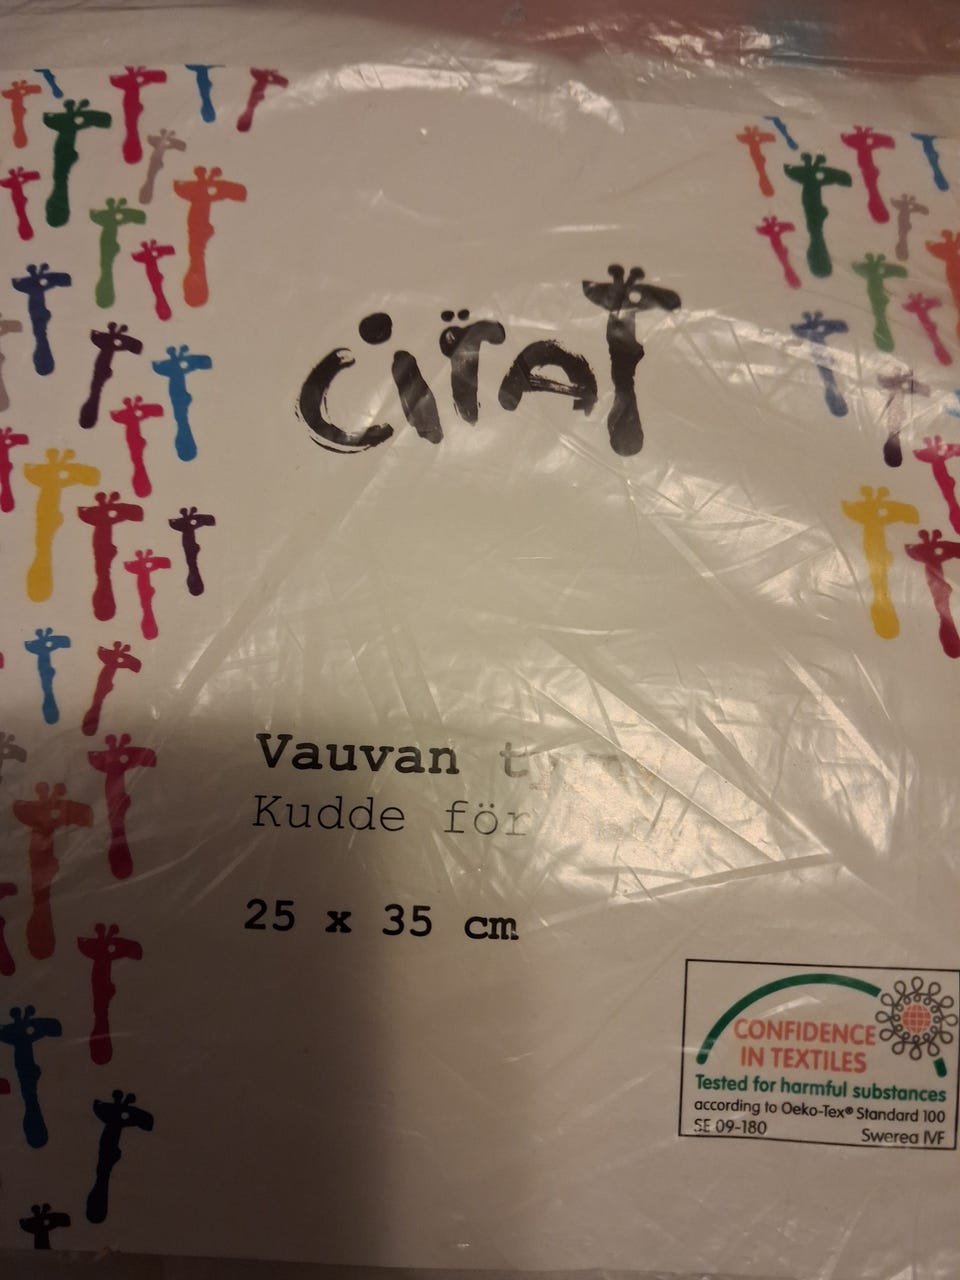 CiTAT
Vauvan
Kudde för
25 x 35 cm
CONFIDENCE
IN TEXTILES
Tested for harmful substances
according to Oeko-Tex® Standard 100
SE 09-180 Swerea IVF